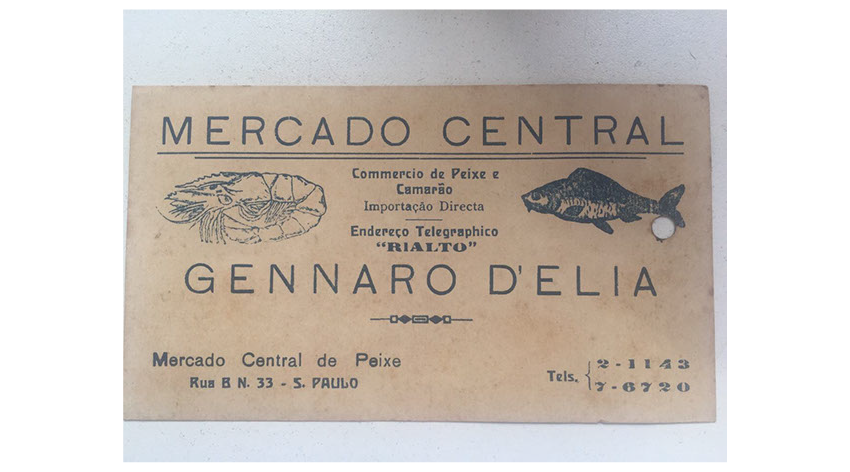 MERCADO CENTRAL
Commercio de Peixe e
Camarão
Importação Directa
Endereço Telegraphico
"RIALTO"
GENNARO D'ELIA
Mercado Central de Peixe
Rua B N. 33 - S. PAULO
Tels. { 2-1143
7-6720